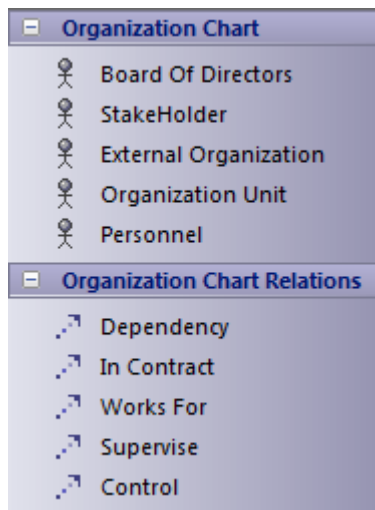 Organization Chart
Board Of Directors
StakeHolder
External Organization
Organization Unit
Personnel
Organization Chart Relations
Dependency
In Contract
Works For
Supervise
Control